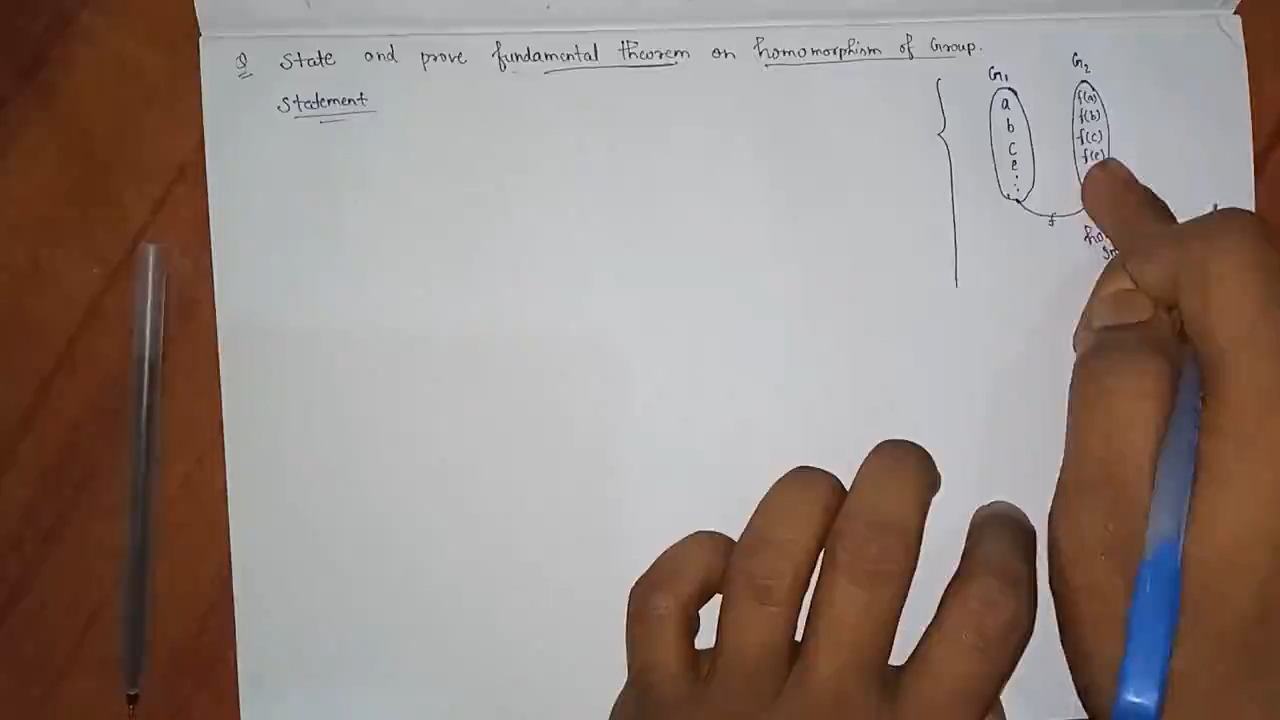 Q State and prove fundamental theorem on homomorphism of Group.
Statement
G1 G2
a f(a)
b f(b)
c f(c)
e f(e)
⋮
f